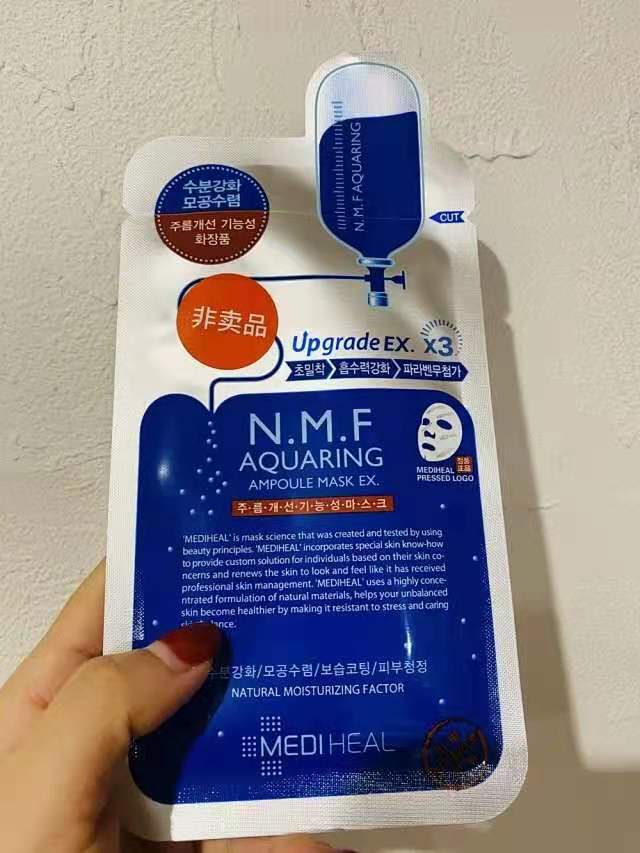 N.M.F AQUARING
수분강화
모공수렴
주름개선 기능성
화장품
CUT
非卖品
Upgrade EX. X3
초밀착
흡수력강화
파라벤무첨가
N.M.F
AQUARING
AMPOULE MASK EX.
주·름·개·선·기·능·성·마·스·크
MEDIHEAL
PRESSED LOGO
'MEDIHEAL' is mask science that was created and tested by using
beauty principles. 'MEDIHEAL' incorporates special skin know-how
to provide custom solution for individuals based on their skin co-
ncerns and renews the skin to look and feel like it has received
professional skin management. 'MEDIHEAL' uses a highly conce-
ntrated formulation of natural materials, helps your unbalanced
skin become healthier by making it resistant to stress and caring
수분강화/모공수렴/보습코팅/피부청정
NATURAL MOISTURIZING FACTOR
MEDIHEAL